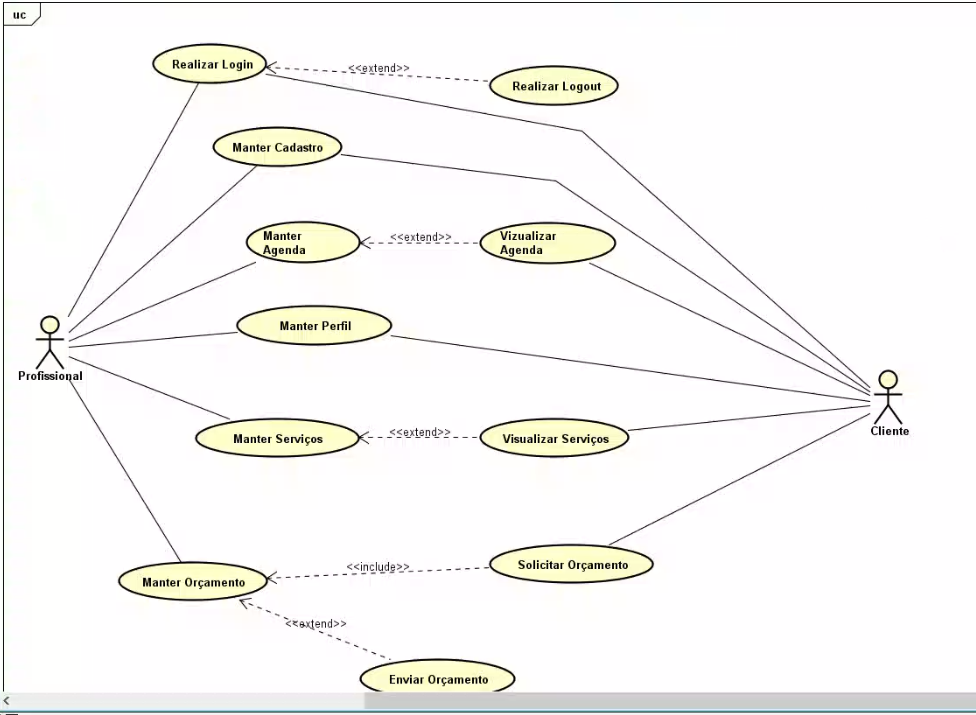 uc
Realizar Login
<<extend>>
Realizar Logout
Manter Cadastro
Manter
Agenda
<<extend>>
Vizualizar
Agenda
Manter Perfil
Profissional
Cliente
Manter Serviços
<<extend>>
Visualizar Serviços
Manter Orçamento
<<include>>
Solicitar Orçamento
<<extend>>
Enviar Orçamento